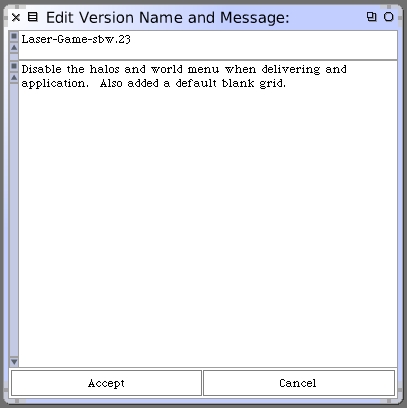 Edit Version Name and Message:
Laser-Game-sbw.23
Disable the halos and world menu when delivering and
application.  Also added a default blank grid.
Accept
Cancel